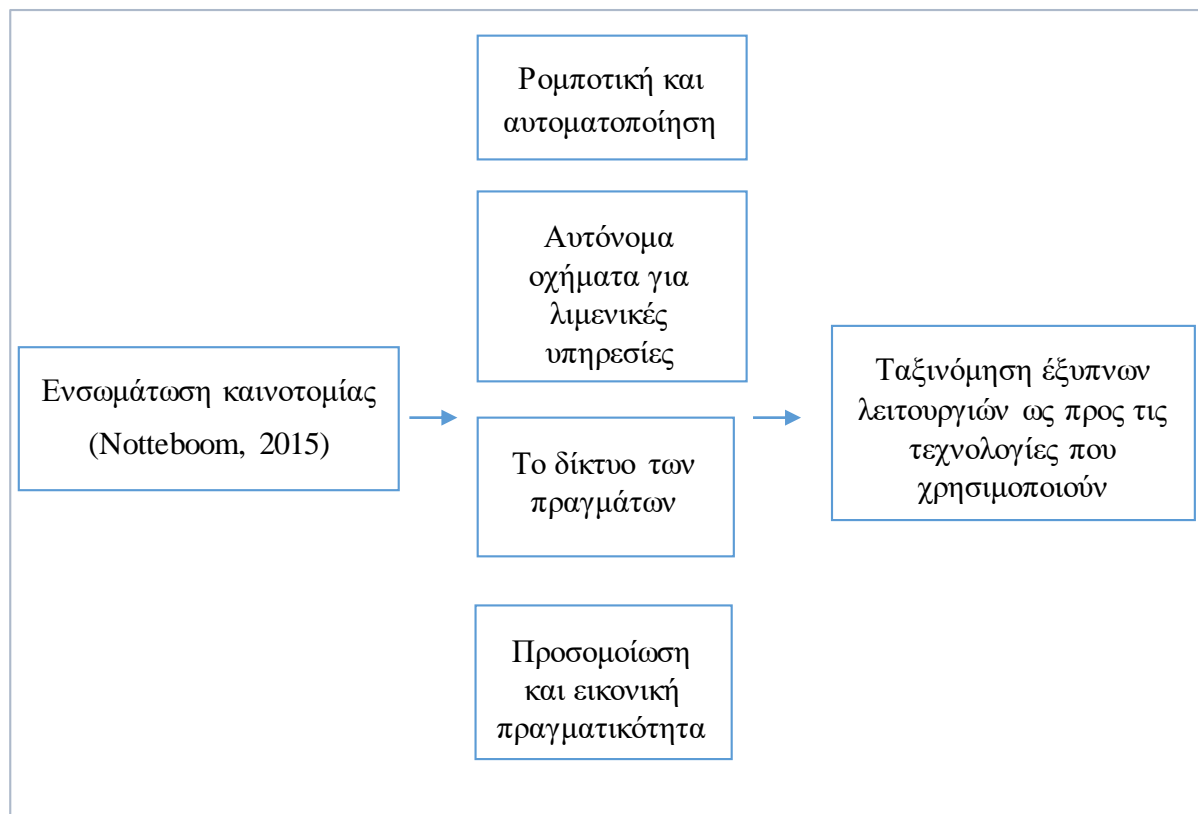 Ρομποτική και
αυτοματοποίηση
Αυτόνομα
οχήματα για
λιμενικές
υπηρεσίες
Ενσωμάτωση καινοτομίας
(Notteboom, 2015)
Το δίκτυο των
πραγμάτων
Προσομοίωση
και εικονική
πραγματικότητα
Ταξινόμηση έξυπνων
λειτουργιών ως προς τις
τεχνολογίες που
χρησιμοποιούν